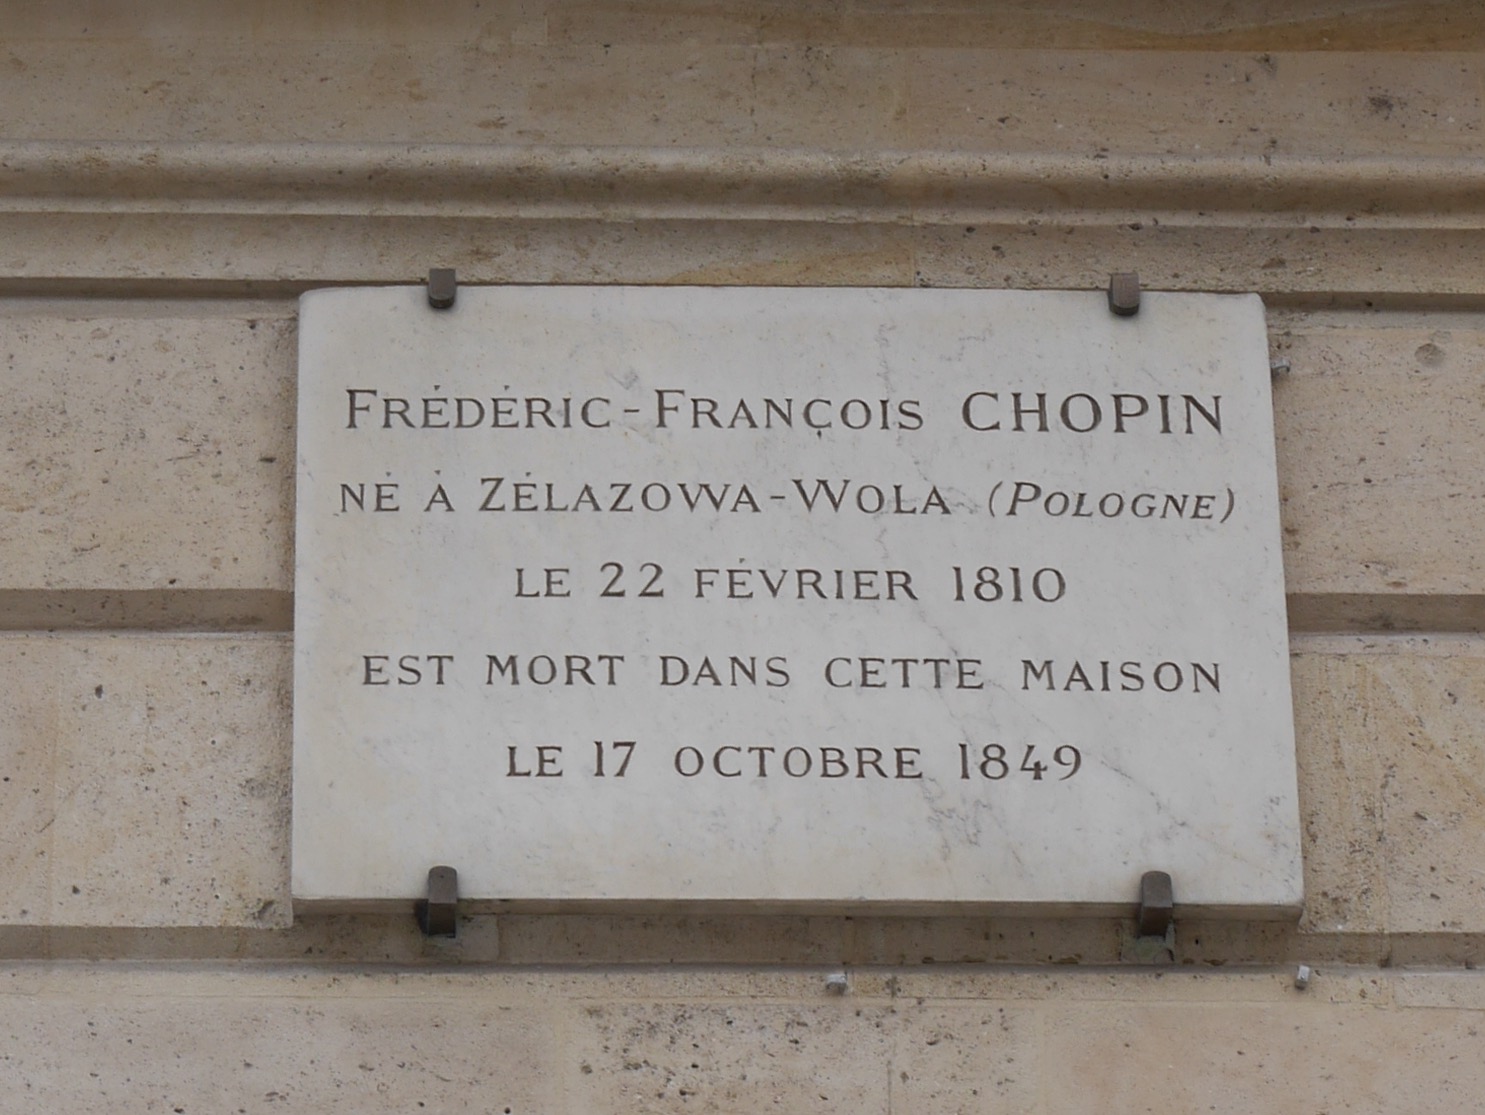 FRÉDÉRIC-FRANÇOIS CHOPIN
NÉ À ZÉLAZOWA-WOLA (POLOGNE)
LE 22 FÉVRIER 1810
EST MORT DANS CETTE MAISON
LE 17 OCTOBRE 1849